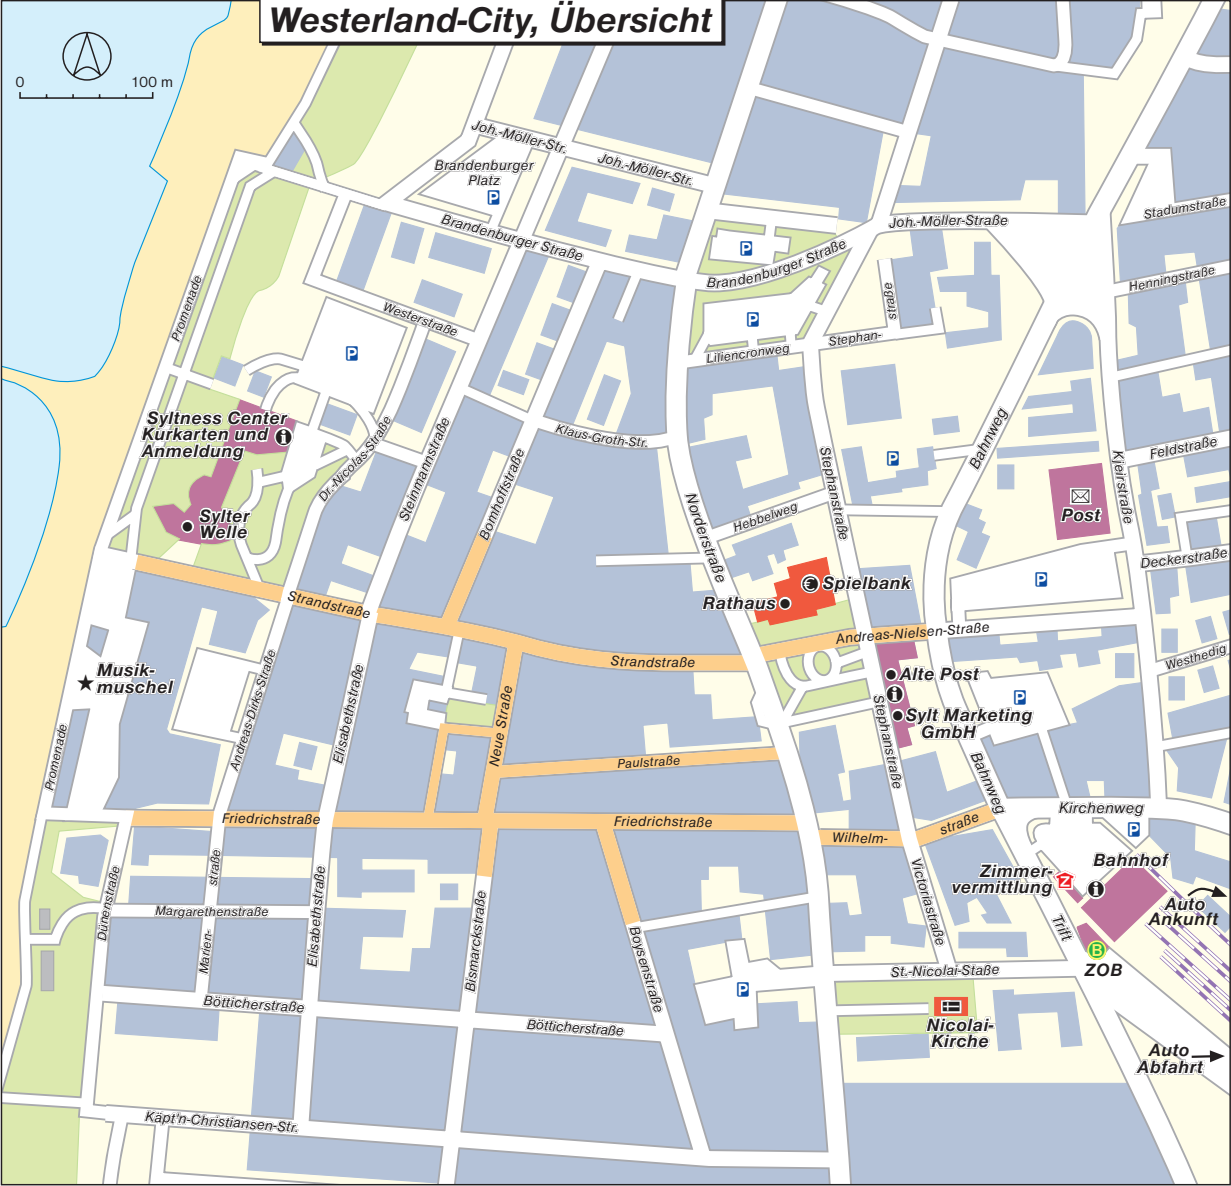 Westerland-City, Übersicht
0 100 m
Joh.-Möller-Str.
Joh.-Möller-Str.
Brandenburger
Platz
P
Brandenburger Straße
Joh.-Möller-Straße
Stadumstraße
P
Brandenburger Straße
Henningstraße
Promenade
Westerstraße
straße
P
Stephan-
Liliencronweg
P
Syltness Center
Kurkarten und
Anmeldung
i
Dr.-Nicolas-Straße
Steinmannstraße
Bomhoffstraße
Klaus-Groth-Str.
Stephanstraße
P
Bahnweg
Kjeirstraße
Feldstraße
Sylter
Welle
Norderstraße
Hebbelweg
Post
Deckerstraße
P
Spielbank
Rathaus
Strandstraße
Strandstraße
Andreas-Nielsen-Straße
Westhedig
Musik-
muschel
Alte Post
i
Sylt Marketing
GmbH
P
Andreas-Dirks-Straße
Elisabethstraße
Neue Straße
Stephanstraße
Promenade
Paulstraße
Bahnweg
Friedrichstraße
Friedrichstraße
Wilhelm-
straße
Kirchenweg
P
Dünenstraße
straße
Marien-
Margarethenstraße
Elisabethstraße
Bismarckstraße
Boysenstraße
Victoriastraße
Zimmer-
vermittlung
Z
Bahnhof
i
Auto
Ankunft
Trift
B
ZOB
St.-Nicolai-Staße
P
Bötticherstraße
Bötticherstraße
Nicolai-
Kirche
Auto
Abfahrt
Käpt'n-Christiansen-Str.